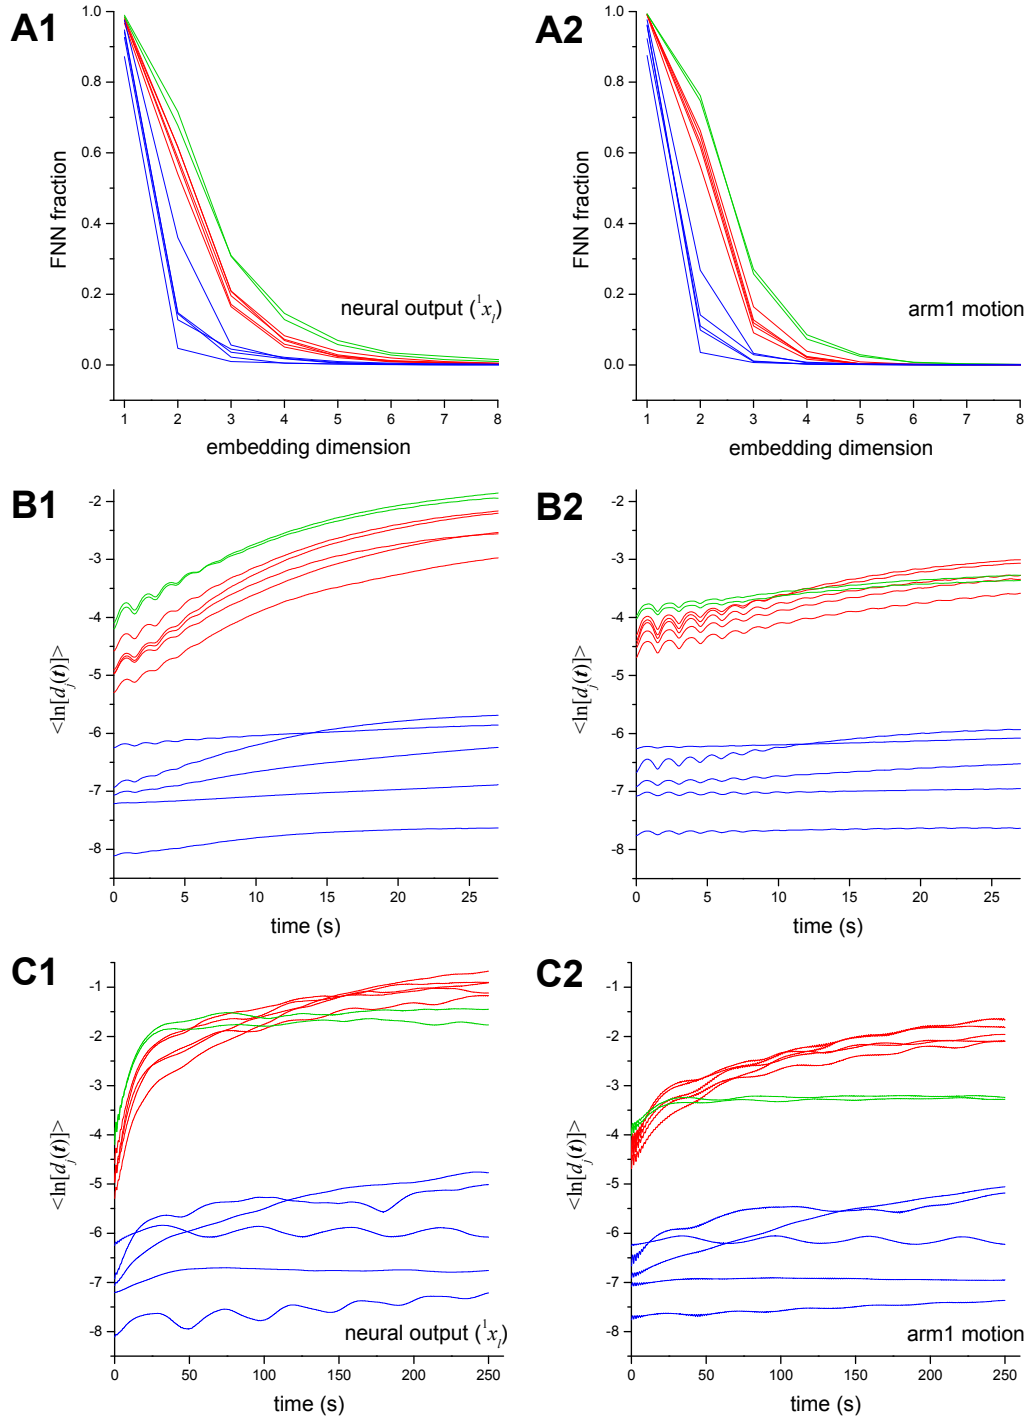 A1
A2
1.0
0.8
0.6
0.4
0.2
0.0
FNN fraction
neural output (¹xₗ)
1 2 3 4 5 6 7 8
embedding dimension
1.0
0.8
0.6
0.4
0.2
0.0
FNN fraction
arm1 motion
1 2 3 4 5 6 7 8
embedding dimension
B1
B2
-2
-3
-4
-5
-6
-7
-8
<ln[dⱼ(t)]>
0 5 10 15 20 25
time (s)
-2
-3
-4
-5
-6
-7
-8
<ln[dⱼ(t)]>
0 5 10 15 20 25
time (s)
C1
C2
-1
-2
-3
-4
-5
-6
-7
-8
<ln[dⱼ(t)]>
neural output (¹xₗ)
0 50 100 150 200 250
time (s)
-1
-2
-3
-4
-5
-6
-7
-8
<ln[dⱼ(t)]>
arm1 motion
0 50 100 150 200 250
time (s)